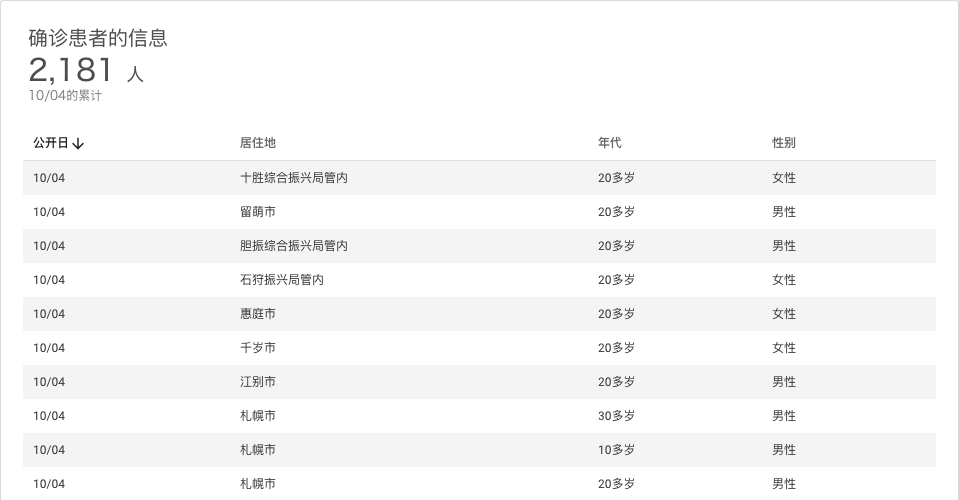 确诊患者的信息
2,181 人
10/04的累计
公开日↓ 居住地 年代 性别
10/04 十胜综合振兴局管内 20多岁 女性
10/04 留萌市 20多岁 男性
10/04 胆振综合振兴局管内 20多岁 男性
10/04 石狩振兴局管内 20多岁 女性
10/04 惠庭市 20多岁 女性
10/04 千岁市 20多岁 女性
10/04 江别市 20多岁 男性
10/04 札幌市 30多岁 男性
10/04 札幌市 10多岁 男性
10/04 札幌市 20多岁 男性